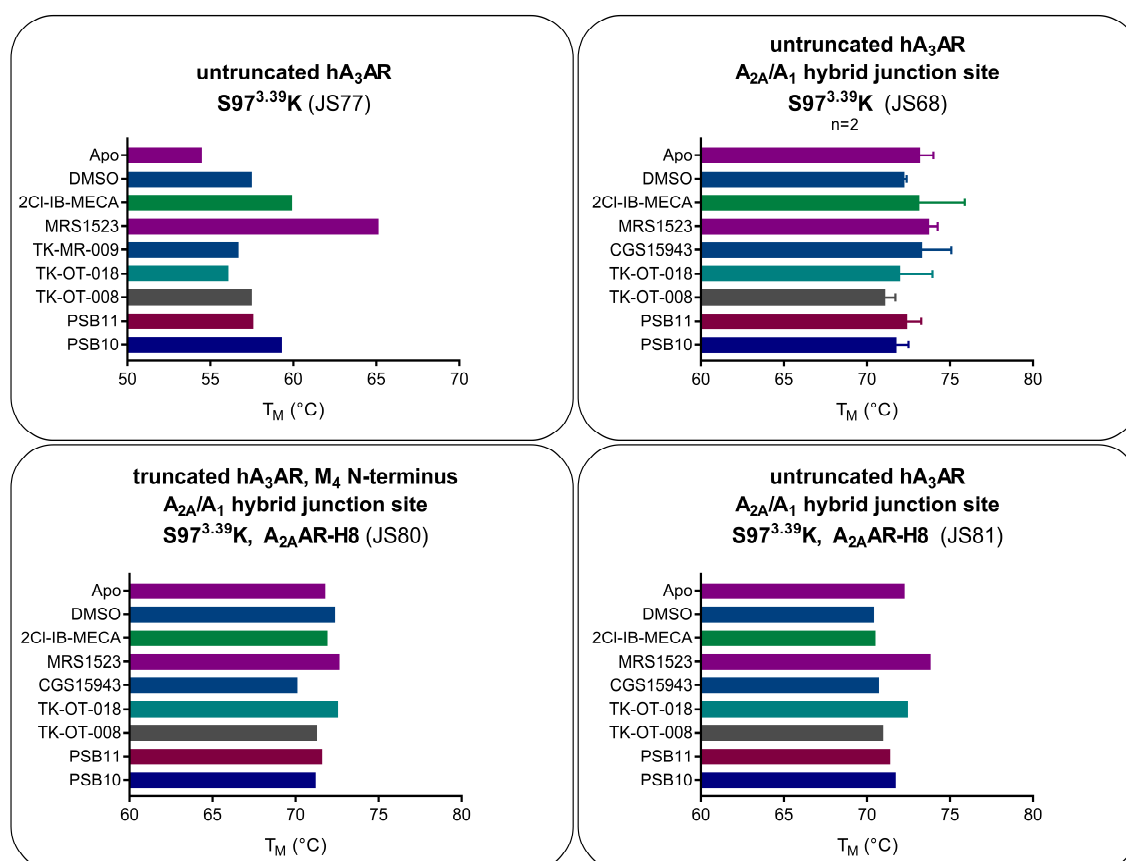 untruncated hA₃AR
S97³·³⁹K (JS77)
Apo
DMSO
2Cl-IB-MECA
MRS1523
TK-MR-009
TK-OT-018
TK-OT-008
PSB11
PSB10
50 55 60 65 70
T_M (°C)
untruncated hA₃AR
A₂A/A₁ hybrid junction site
S97³·³⁹K (JS68)
n=2
Apo
DMSO
2Cl-IB-MECA
MRS1523
CGS15943
TK-OT-018
TK-OT-008
PSB11
PSB10
60 65 70 75 80
T_M (°C)
truncated hA₃AR, M₄ N-terminus
A₂A/A₁ hybrid junction site
S97³·³⁹K, A₂AAR-H8 (JS80)
Apo
DMSO
2Cl-IB-MECA
MRS1523
CGS15943
TK-OT-018
TK-OT-008
PSB11
PSB10
60 65 70 75 80
T_M (°C)
untruncated hA₃AR
A₂A/A₁ hybrid junction site
S97³·³⁹K, A₂AAR-H8 (JS81)
Apo
DMSO
2Cl-IB-MECA
MRS1523
CGS15943
TK-OT-018
TK-OT-008
PSB11
PSB10
60 65 70 75 80
T_M (°C)